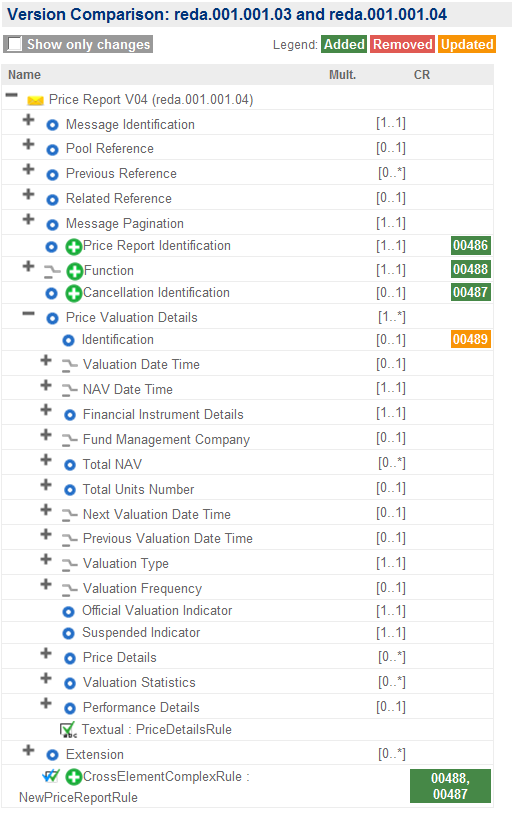 Version Comparison: reda.001.001.03 and reda.001.001.04
Show only changes Legend: Added Removed Updated
Name Mult. CR
Price Report V04 (reda.001.001.04)
Message Identification [1..1]
Pool Reference [0..1]
Previous Reference [0..*]
Related Reference [0..1]
Message Pagination [1..1]
Price Report Identification [1..1] 00486
Function [1..1] 00488
Cancellation Identification [0..1] 00487
Price Valuation Details [1..*]
Identification [0..1] 00489
Valuation Date Time [0..1]
NAV Date Time [1..1]
Financial Instrument Details [1..1]
Fund Management Company [0..1]
Total NAV [0..*]
Total Units Number [0..1]
Next Valuation Date Time [0..1]
Previous Valuation Date Time [0..1]
Valuation Type [1..1]
Valuation Frequency [0..1]
Official Valuation Indicator [1..1]
Suspended Indicator [1..1]
Price Details [0..*]
Valuation Statistics [0..*]
Performance Details [0..1]
Textual : PriceDetailsRule
Extension [0..*]
CrossElementComplexRule : 00488,
NewPriceReportRule 00487